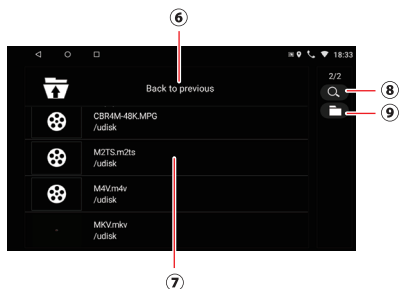 ⑥
18:33
2/2
Back to previous
⑧
⑨
CBR4M-48K.MPG
/udisk
M2TS.m2ts
/udisk
M4V.m4v
/udisk
MKV.mkv
/udisk
⑦